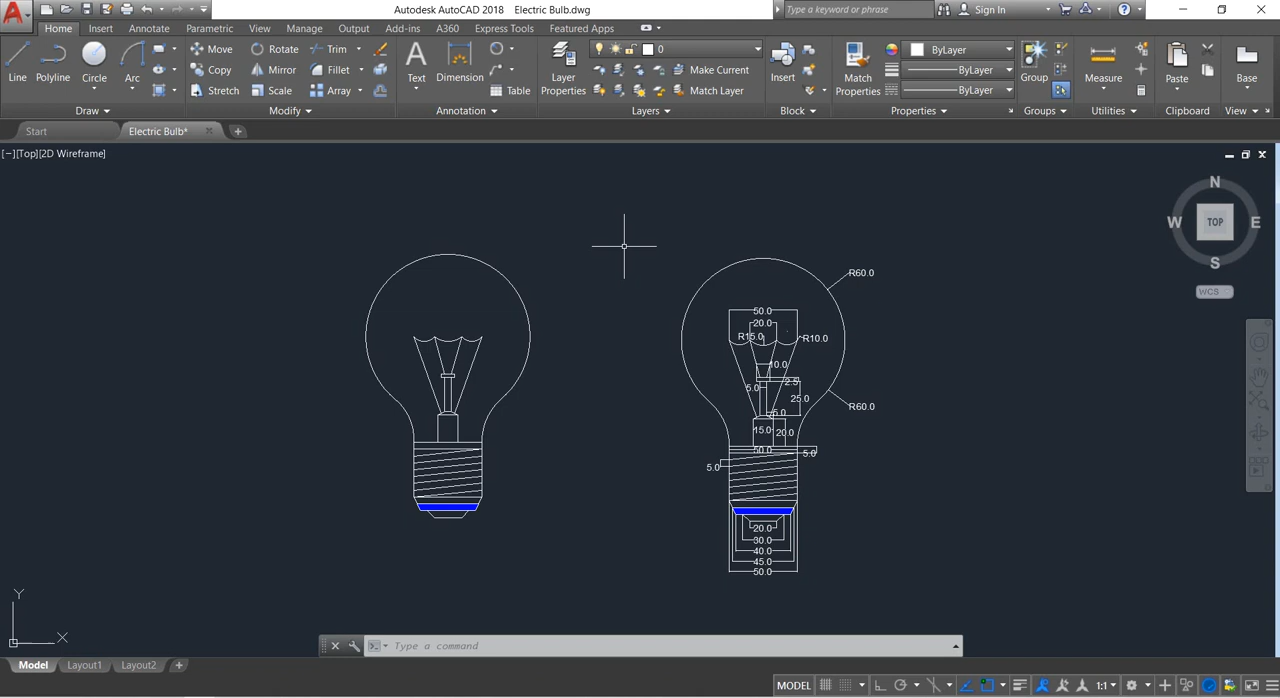 Autodesk AutoCAD 2018 Electric Bulb.dwg
Type a keyword or phrase
Sign In
Home Insert Annotate Parametric View Manage Output Add-ins A360 Express Tools Featured Apps
Line Polyline Circle Arc
Move Rotate Trim
Copy Mirror Fillet
Stretch Scale Array
Text Dimension Table
Layer Properties
0
Make Current
Match Layer
Insert
Match Properties
ByLayer
ByLayer
ByLayer
Group Measure Paste Base
Draw Modify Annotation Layers Block Properties Groups Utilities Clipboard View
Start Electric Bulb*
[−][Top][2D Wireframe]
N
W TOP E
S
WCS
R60.0
50.0
20.0
R15.0 R10.0
10.0
2.5
5.0
25.0
R60.0
5.0
15.0 20.0
50.0 5.0
5.0
20.0
30.0
40.0
45.0
50.0
Y
X
Type a command
Model Layout1 Layout2
MODEL 1:1